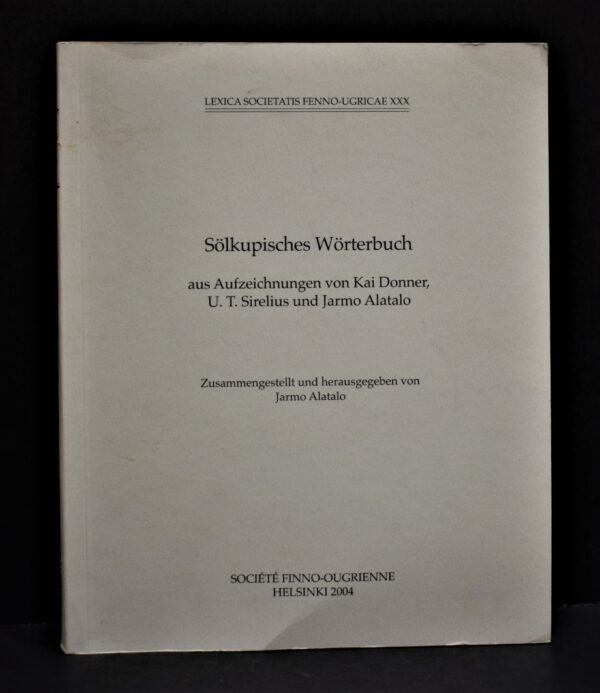 LEXICA SOCIETATIS FENNO-UGRICAE XXX
Sölkupisches Wörterbuch
aus Aufzeichnungen von Kai Donner,
U. T. Sirelius und Jarmo Alatalo
Zusammengestellt und herausgegeben von
Jarmo Alatalo
SOCIÉTÉ FINNO-OUGRIENNE
HELSINKI 2004